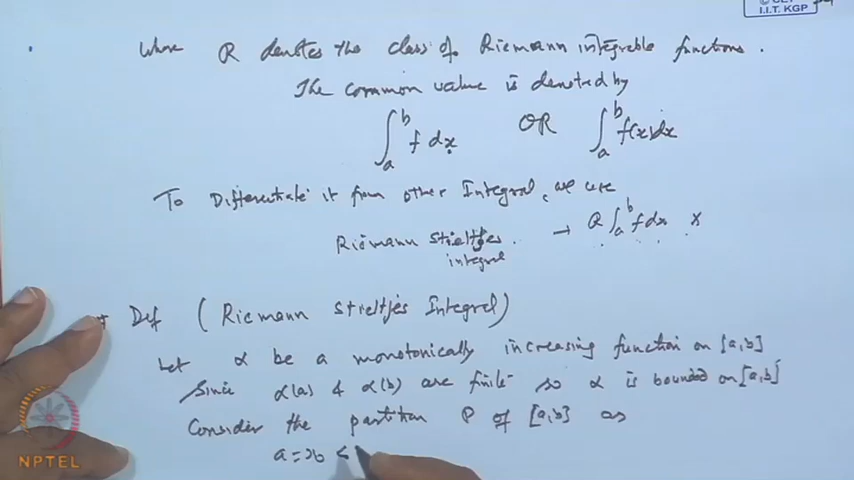 I.I.T. KGP
Where R denotes the class of Riemann integrable functions.
The common value is denoted by
∫_a^b f dx OR ∫_a^b f(x)dx
To Differentiate it from other Integral, we use
Riemann Stieltjes → R ∫_a^b f dx x
integral
Def (Riemann Stieltjes Integral)
Let α be a monotonically increasing function on [a,b]
Since α(a) & α(b) are finite so α is bounded on [a,b]
Consider the partition P of [a,b] as
a = x0 <
NPTEL